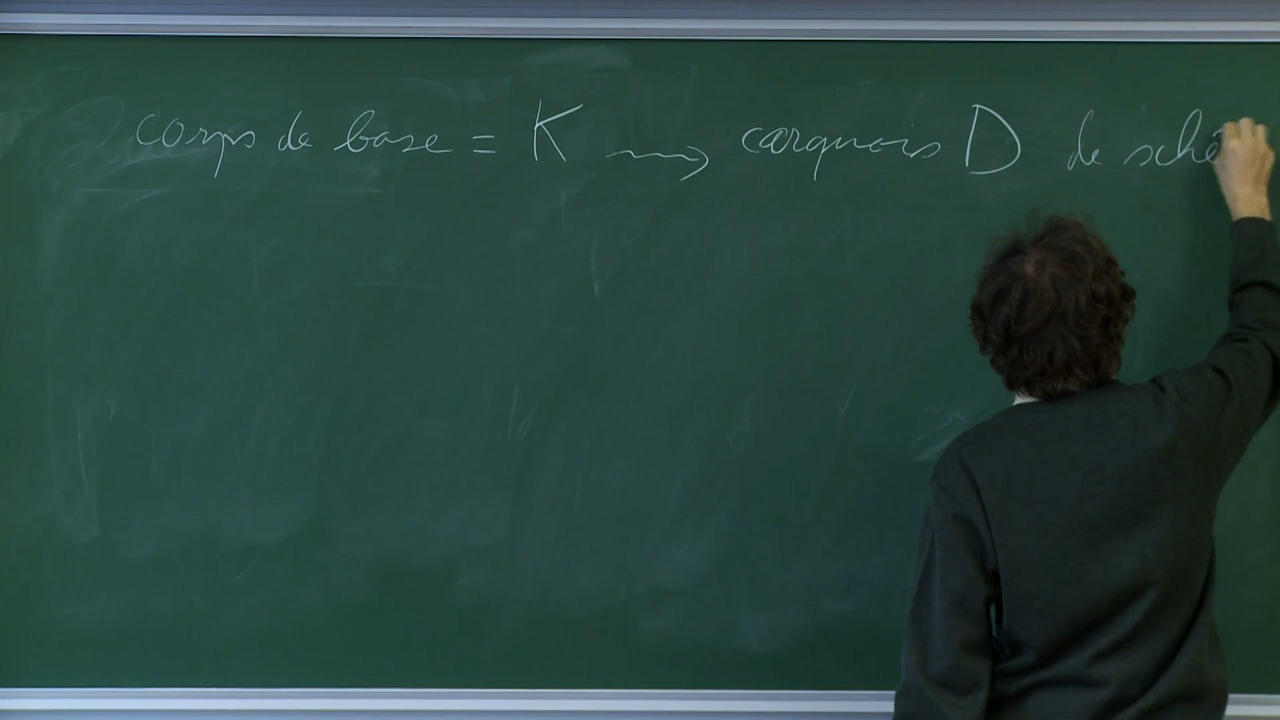 corps de base = K ⇝ carquois D de sché